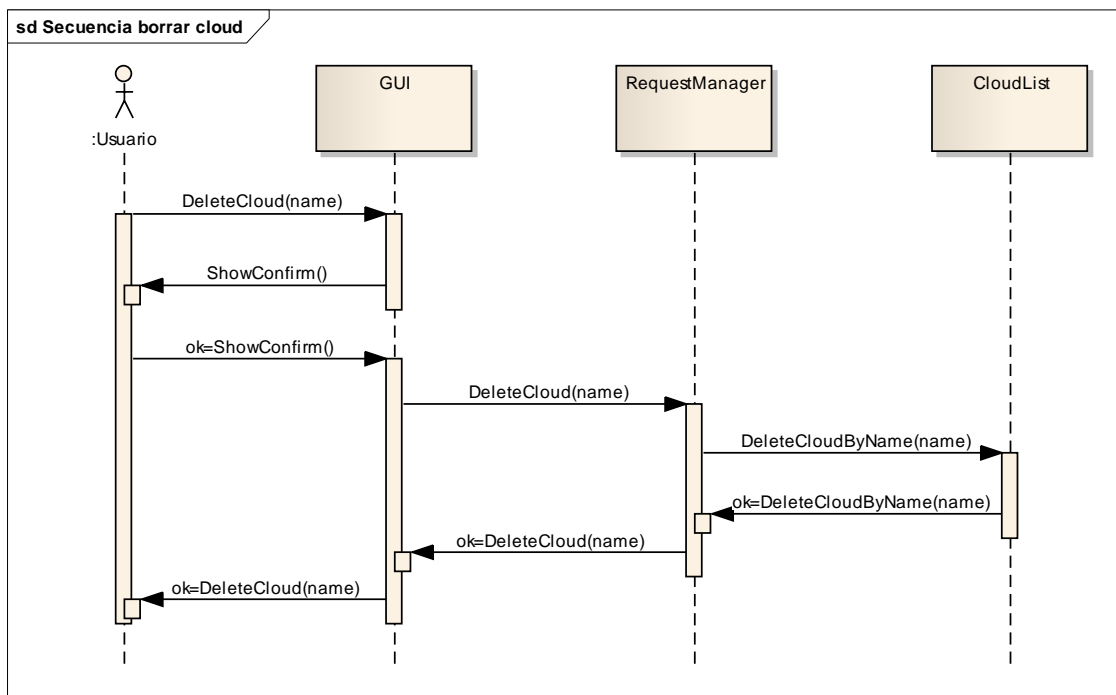 sd Secuencia borrar cloud
:Usuario
GUI
RequestManager
CloudList
DeleteCloud(name)
ShowConfirm()
ok=ShowConfirm()
DeleteCloud(name)
DeleteCloudByName(name)
ok=DeleteCloudByName(name)
ok=DeleteCloud(name)
ok=DeleteCloud(name)